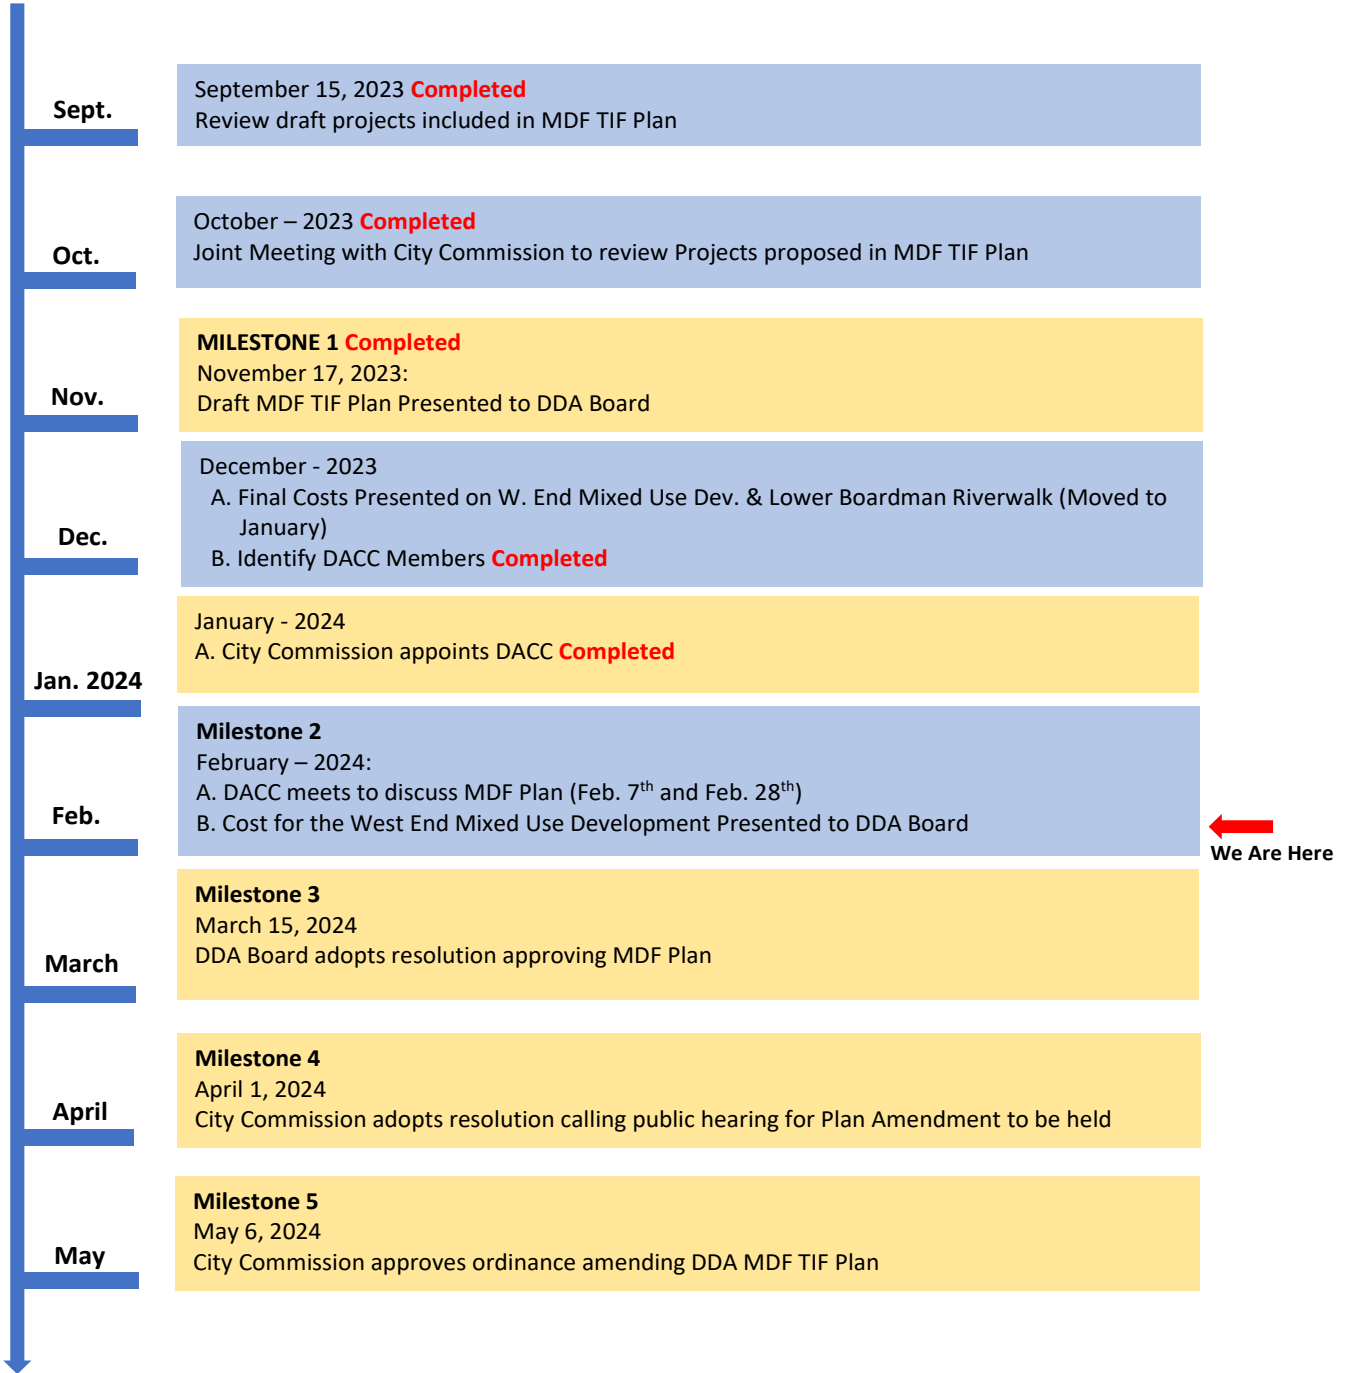 Sept.
September 15, 2023 Completed
Review draft projects included in MDF TIF Plan
Oct.
October – 2023 Completed
Joint Meeting with City Commission to review Projects proposed in MDF TIF Plan
Nov.
MILESTONE 1 Completed
November 17, 2023:
Draft MDF TIF Plan Presented to DDA Board
Dec.
December - 2023
A. Final Costs Presented on W. End Mixed Use Dev. & Lower Boardman Riverwalk (Moved to
January)
B. Identify DACC Members Completed
Jan. 2024
January - 2024
A. City Commission appoints DACC Completed
Feb.
Milestone 2
February – 2024:
A. DACC meets to discuss MDF Plan (Feb. 7th and Feb. 28th)
B. Cost for the West End Mixed Use Development Presented to DDA Board
We Are Here
March
Milestone 3
March 15, 2024
DDA Board adopts resolution approving MDF Plan
April
Milestone 4
April 1, 2024
City Commission adopts resolution calling public hearing for Plan Amendment to be held
May
Milestone 5
May 6, 2024
City Commission approves ordinance amending DDA MDF TIF Plan